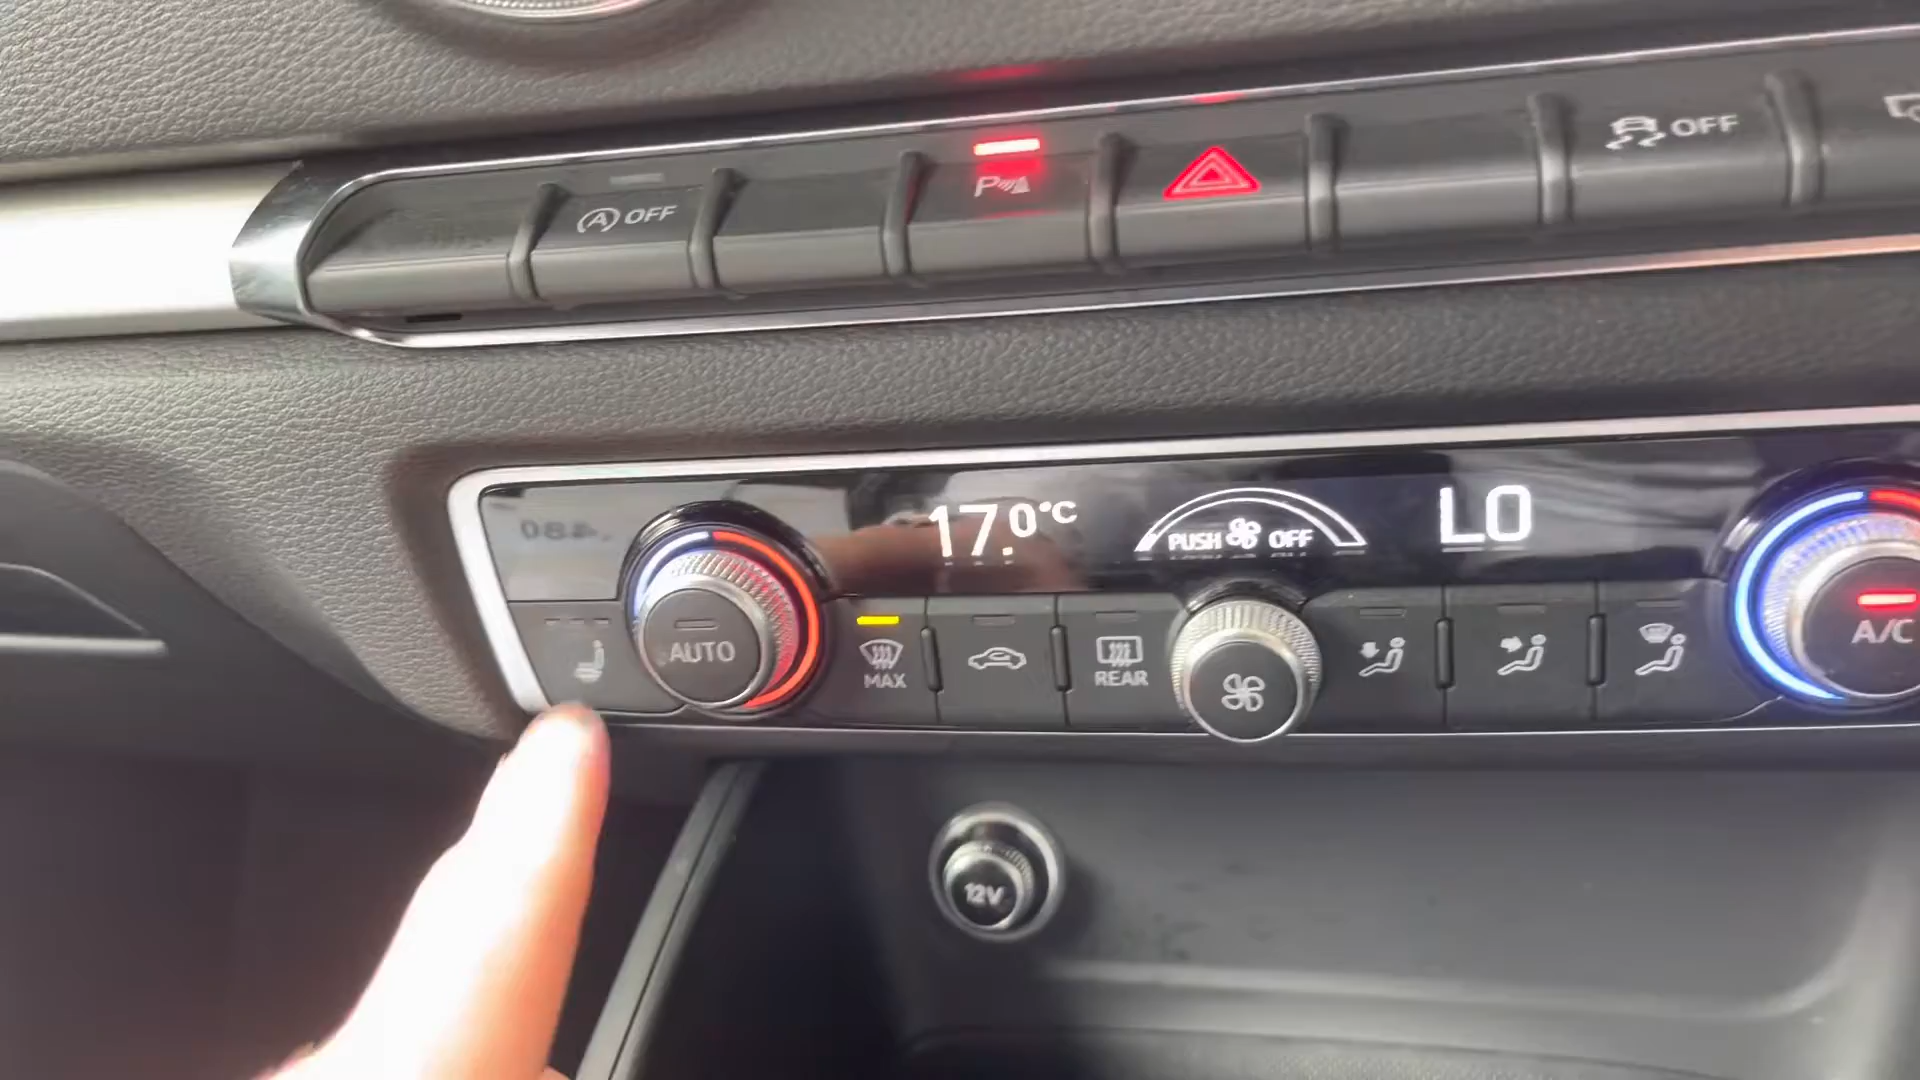 OFF
P
OFF
17.0°C
PUSH OFF
LO
AUTO
MAX
REAR
A/C
12V